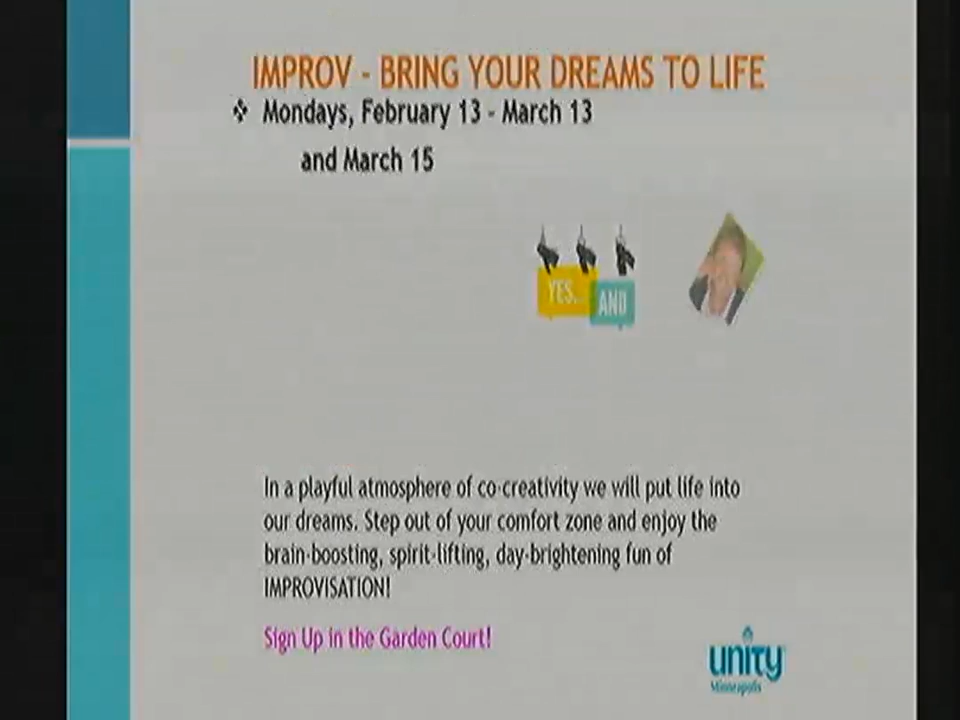 IMPROV - BRING YOUR DREAMS TO LIFE
❖ Mondays, February 13 - March 13
and March 15
YES...
AND
In a playful atmosphere of co-creativity we will put life into
our dreams. Step out of your comfort zone and enjoy the
brain-boosting, spirit-lifting, day-brightening fun of
IMPROVISATION!
Sign Up in the Garden Court!
unity
Minneapolis